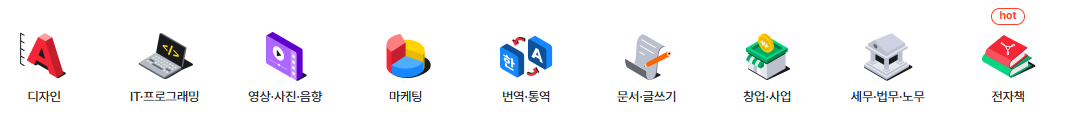 hot
</>
한 A
디자인
IT·프로그래밍
영상·사진·음향
마케팅
번역·통역
문서·글쓰기
창업·사업
세무·법무·노무
전자책